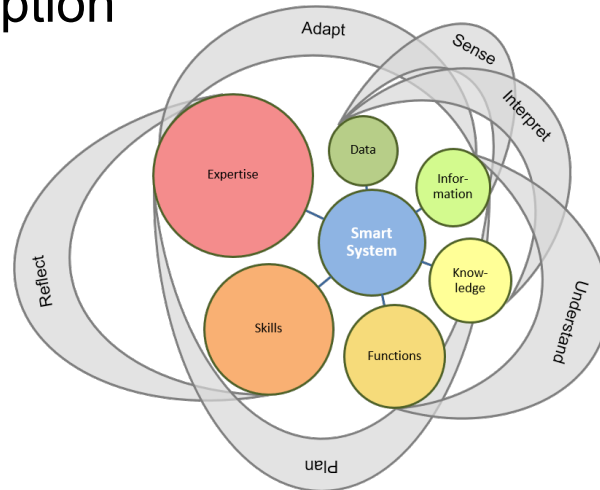 ption
Adapt
Sense
Interpret
Data
Expertise
Infor-
mation
Smart
System
Know-
ledge
Reflect
Understand
Skills
Functions
Plan